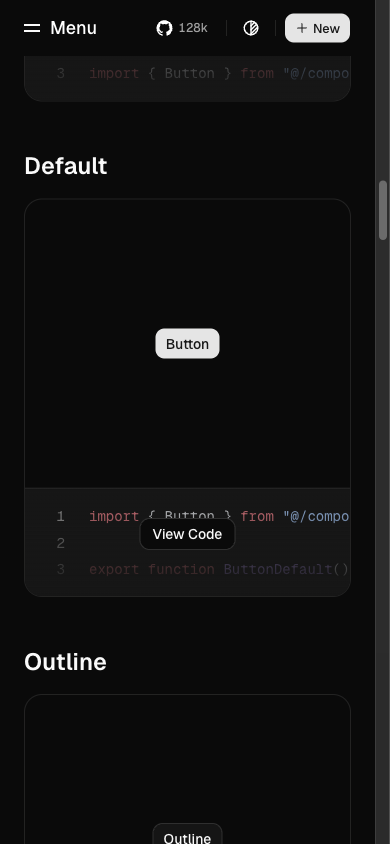 Menu
128k
+ New
3 import { Button } from "@/compo
Default
Button
1 import { Button } from "@/compo
2
View Code
3 export function ButtonDefault()
Outline
Outline